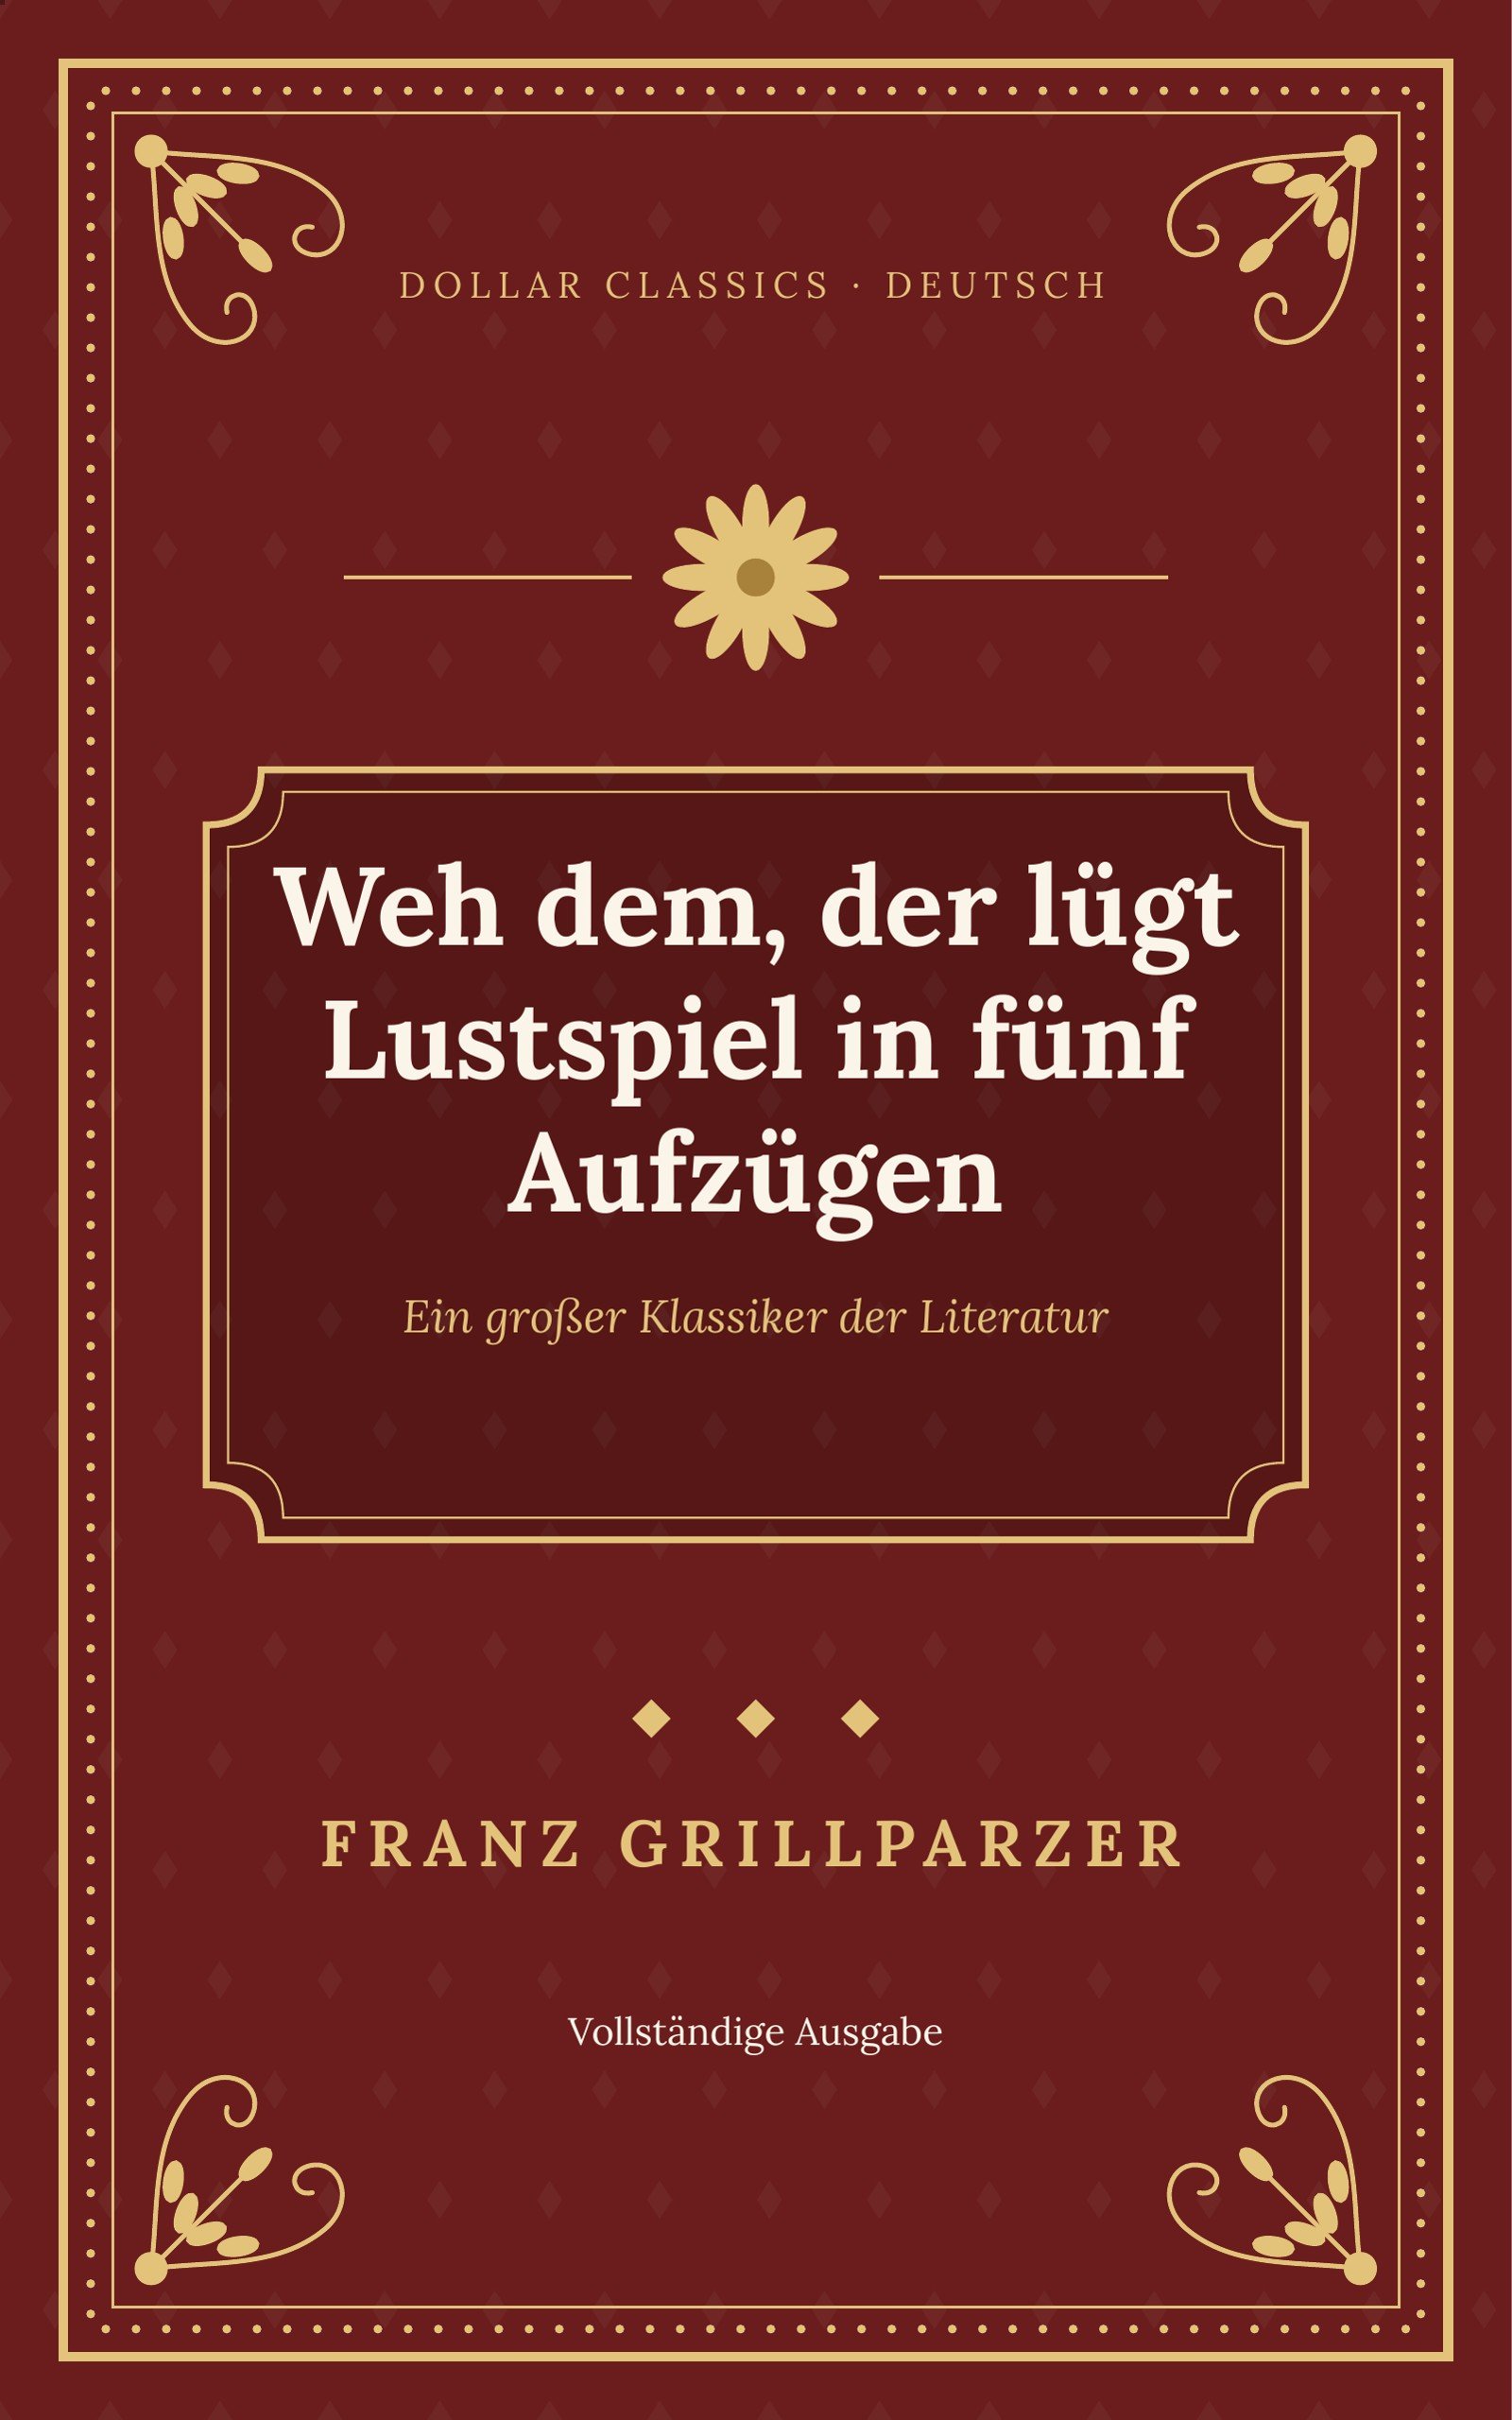 DOLLAR CLASSICS · DEUTSCH
Weh dem, der lügt
Lustspiel in fünf
Aufzügen
Ein großer Klassiker der Literatur
FRANZ GRILLPARZER
Vollständige Ausgabe